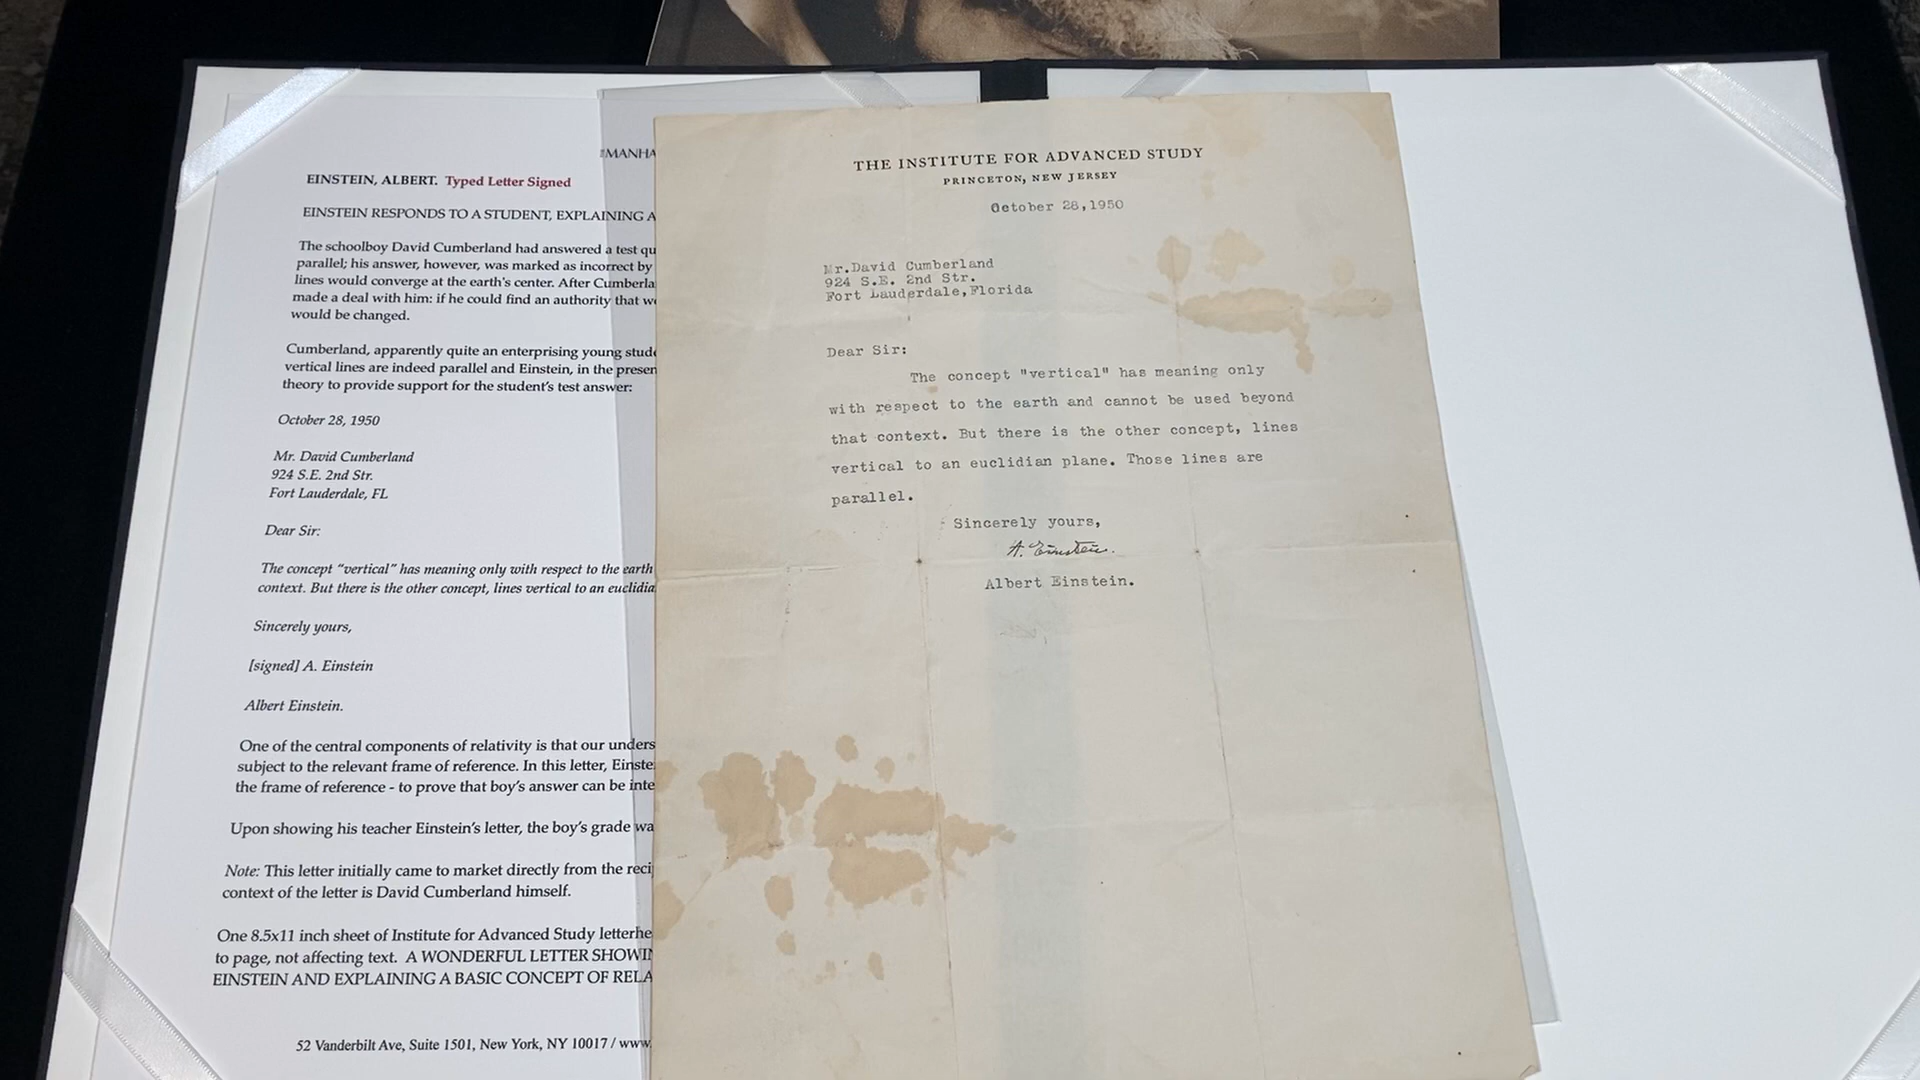 MANHA
EINSTEIN, ALBERT. Typed Letter Signed
EINSTEIN RESPONDS TO A STUDENT, EXPLAINING A
The schoolboy David Cumberland had answered a test qu
parallel; his answer, however, was marked as incorrect by
lines would converge at the earth's center. After Cumberla
made a deal with him: if he could find an authority that w
would be changed.
Cumberland, apparently quite an enterprising young stude
vertical lines are indeed parallel and Einstein, in the presen
theory to provide support for the student's test answer:
October 28, 1950
Mr. David Cumberland
924 S.E. 2nd Str.
Fort Lauderdale, FL
Dear Sir:
The concept "vertical" has meaning only with respect to the earth
context. But there is the other concept, lines vertical to an euclidia
Sincerely yours,
[signed] A. Einstein
Albert Einstein.
One of the central components of relativity is that our unders
subject to the relevant frame of reference. In this letter, Einste
the frame of reference - to prove that boy's answer can be inte
Upon showing his teacher Einstein's letter, the boy's grade wa
Note: This letter initially came to market directly from the reci
context of the letter is David Cumberland himself.
One 8.5x11 inch sheet of Institute for Advanced Study letterhe
to page, not affecting text. A WONDERFUL LETTER SHOWI
EINSTEIN AND EXPLAINING A BASIC CONCEPT OF RELA
52 Vanderbilt Ave, Suite 1501, New York, NY 10017 / www.
THE INSTITUTE FOR ADVANCED STUDY
PRINCETON, NEW JERSEY
October 28,1950
Mr.David Cumberland
924 S.E. 2nd Str.
Fort Lauderdale,Florida
Dear Sir:
The concept "vertical" has meaning only
with respect to the earth and cannot be used beyond
that context. But there is the other concept, lines
vertical to an euclidian plane. Those lines are
parallel.
Sincerely yours,
A. Einstein.
Albert Einstein.